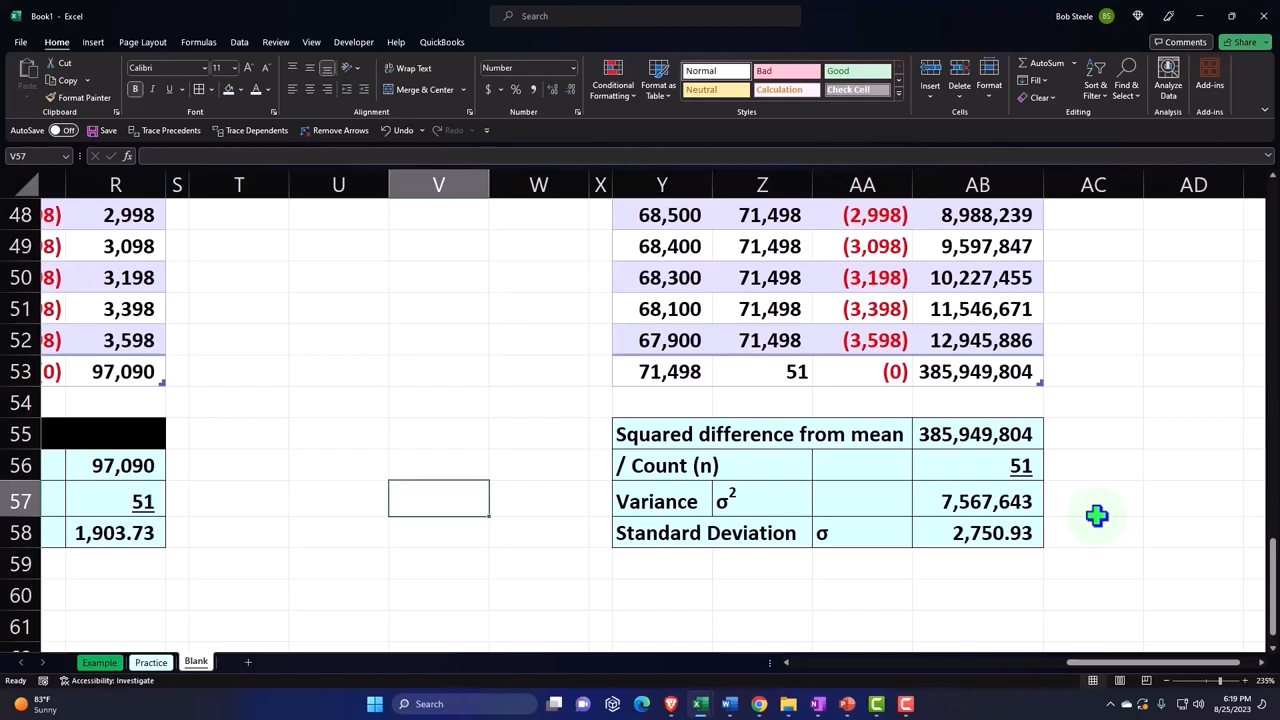 Book1 - Excel
Search
Bob Steele BS
File Home Insert Page Layout Formulas Data Review View Developer Help QuickBooks
Comments Share
Paste Cut Copy Format Painter Clipboard
Calibri 11 B I U A Font
Wrap Text Merge & Center Alignment
Number $ % Number
Conditional Formatting Format as Table
Normal Bad Good
Neutral Calculation Check Cell
Styles
Insert Delete Format Cells
AutoSum Fill Clear Sort & Filter Find & Select Editing
Analyze Data Analysis
Add-ins Add-ins
AutoSave Off Save Trace Precedents Trace Dependents Remove Arrows Undo Redo
V57 fx
R S T U V W X Y Z AA AB AC AD
48 8) 2,998 68,500 71,498 (2,998) 8,988,239
49 98) 3,098 68,400 71,498 (3,098) 9,597,847
50 98) 3,198 68,300 71,498 (3,198) 10,227,455
51 98) 3,398 68,100 71,498 (3,398) 11,546,671
52 98) 3,598 67,900 71,498 (3,598) 12,945,886
53 (0) 97,090 71,498 51 (0) 385,949,804
54
55 Squared difference from mean 385,949,804
56 97,090 / Count (n) 51
57 51 Variance σ2 7,567,643
58 1,903.73 Standard Deviation σ 2,750.93
59
60
61
Example Practice Blank
Ready Accessibility: Investigate 235%
83°F
Sunny
Search
6:19 PM
8/25/2023